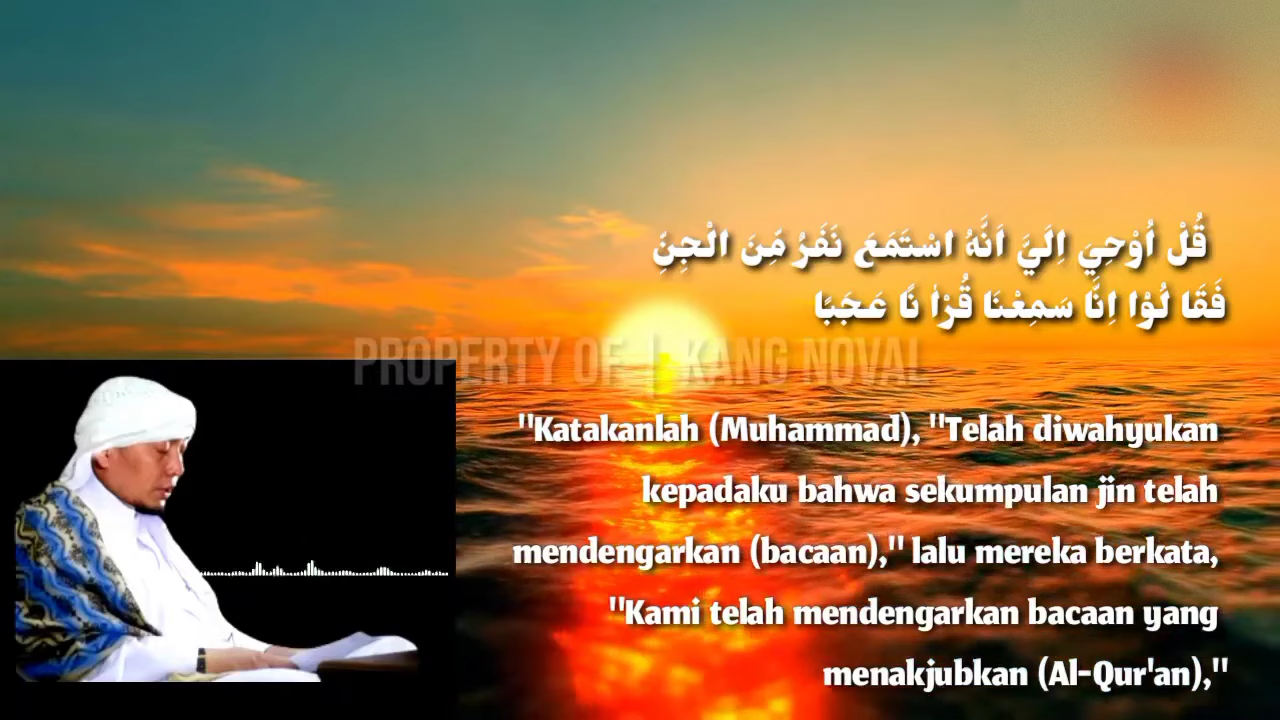 قُلْ اُوْحِيَ اِلَيَّ اَنَّهُ اسْتَمَعَ نَفَرٌ مِّنَ الْجِنِّ
فَقَا لُوْۤا اِنَّا سَمِعْنَا قُرْاٰ نًا عَجَبًا
PROPERTY OF | KANG NOVAL
"Katakanlah (Muhammad), "Telah diwahyukan
kepadaku bahwa sekumpulan jin telah
mendengarkan (bacaan)," lalu mereka berkata,
"Kami telah mendengarkan bacaan yang
menakjubkan (Al-Qur'an),"